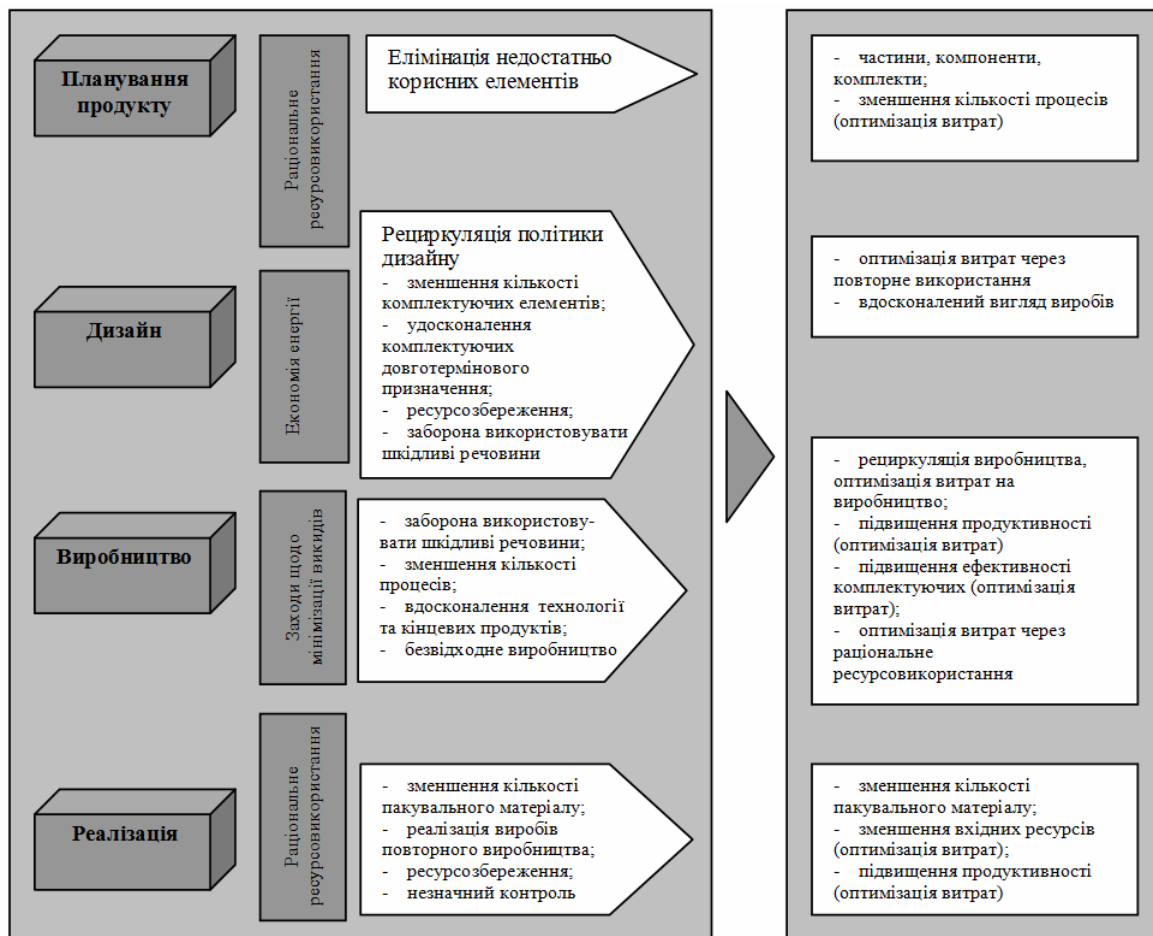 Планування
продукту
Раціональне
ресурсовикористання
Елімінація недостатньо
корисних елементів
- частини, компоненти,
комплекти;
- зменшення кількості процесів
(оптимізація витрат)
Дизайн
Економія енергії
Рециркуляція політики
дизайну
- зменшення кількості
комплектуючих елементів;
- удосконалення
комплектуючих
довготермінового
призначення;
- ресурсозбереження;
- заборона використовувати
шкідливі речовини
- оптимізація витрат через
повторне використання
- вдосконалений вигляд виробів
Виробництво
Заходи щодо
мінімізації викидів
- заборона використову-
вати шкідливі речовини;
- зменшення кількості
процесів;
- вдосконалення технології
та кінцевих продуктів;
- безвідходне виробництво
- рециркуляція виробництва,
оптимізація витрат на
виробництво;
- підвищення продуктивності
(оптимізація витрат)
- підвищення ефективності
комплектуючих (оптимізація
витрат);
- оптимізація витрат через
раціональне
ресурсовикористання
Реалізація
Раціональне
ресурсовикористання
- зменшення кількості
пакувального матеріалу;
- реалізація виробів
повторного виробництва;
- ресурсозбереження;
- незначний контроль
- зменшення кількості
пакувального матеріалу;
- зменшення вхідних ресурсів
(оптимізація витрат);
- підвищення продуктивності
(оптимізація витрат)